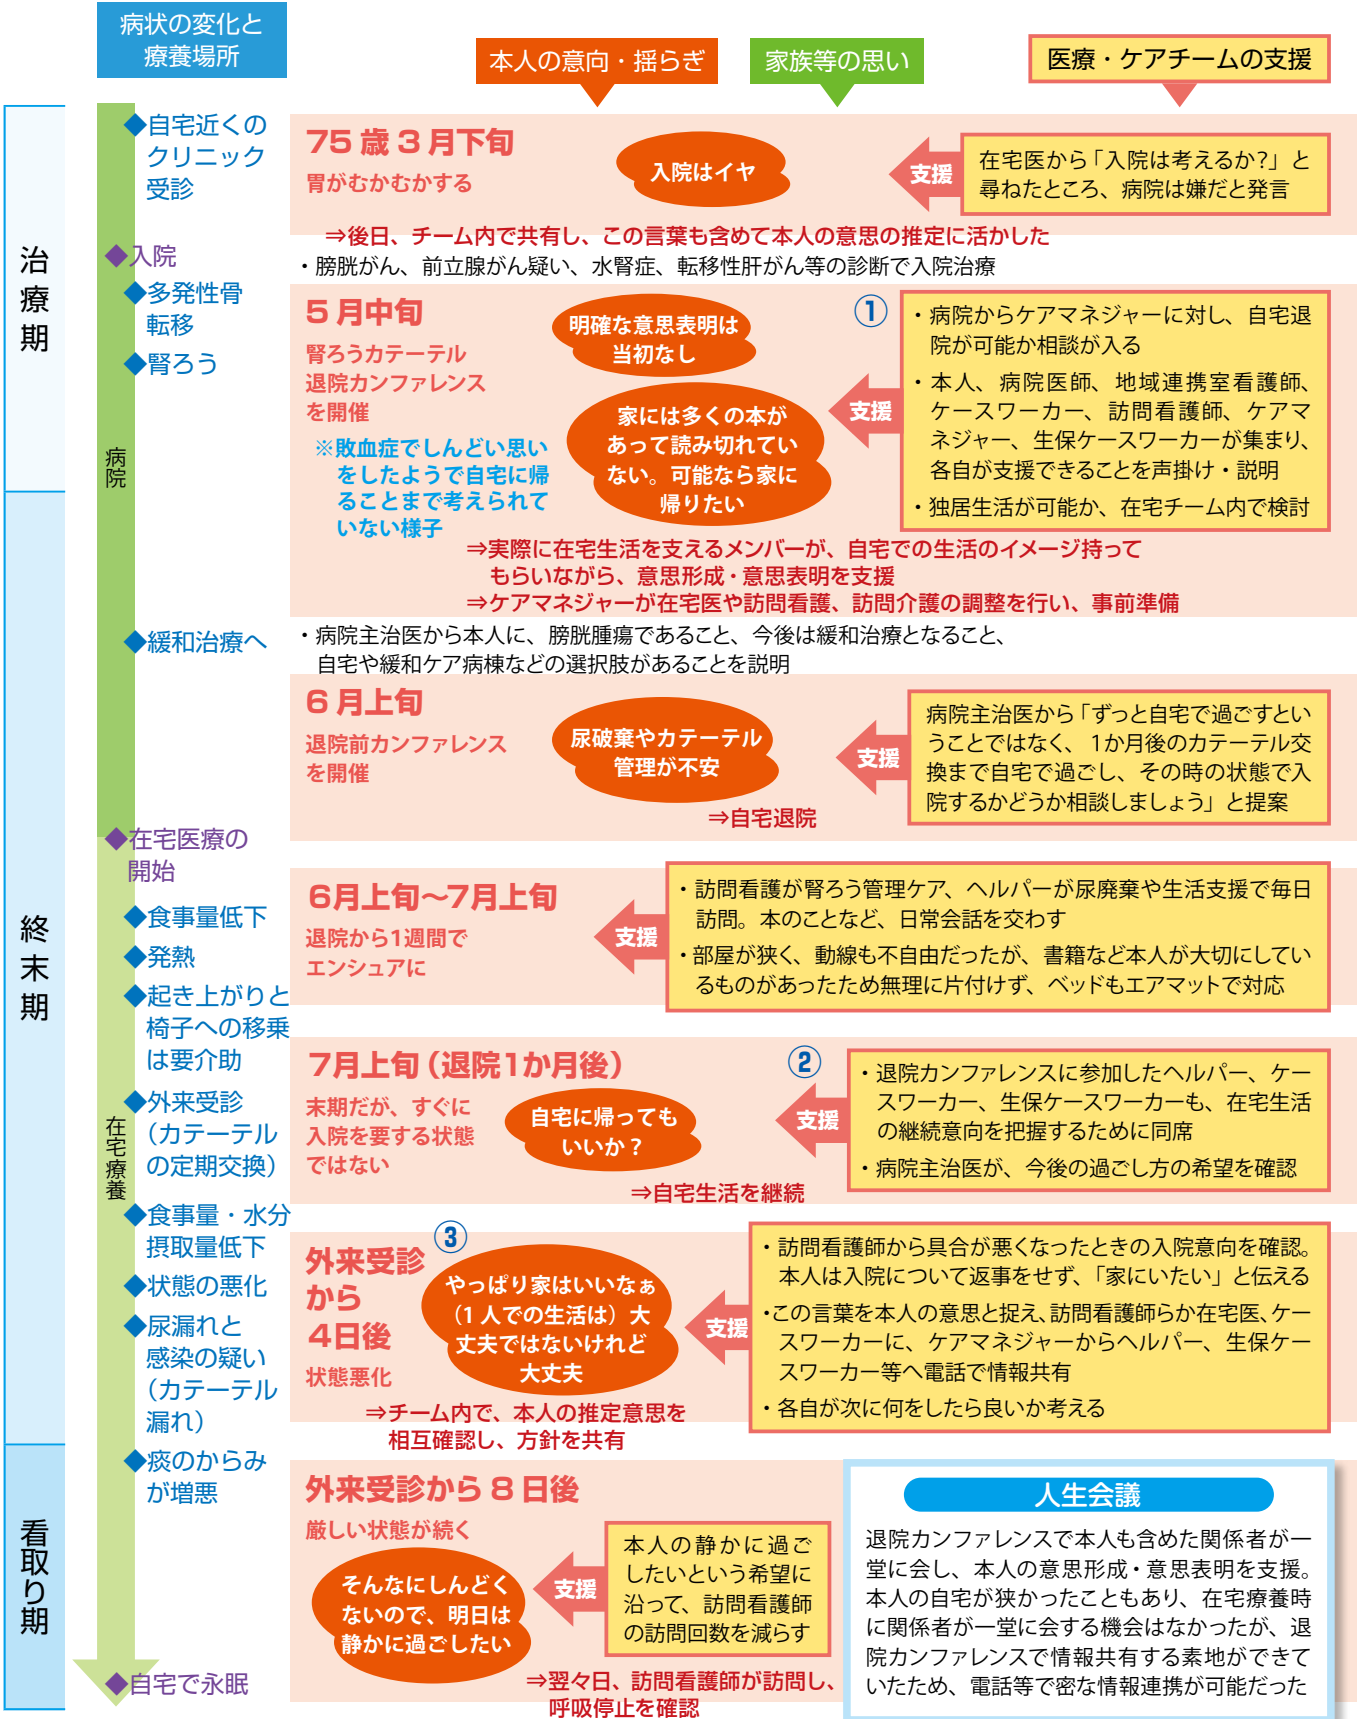 病状の変化と
療養場所
本人の意向・揺らぎ
家族等の思い
医療・ケアチームの支援
治療期
終末期
看取り期
病院
在宅療養
◆自宅近くの
クリニック
受診
◆入院
◆多発性骨
転移
◆腎ろう
◆緩和治療へ
◆在宅医療の
開始
◆食事量低下
◆発熱
◆起き上がりと
椅子への移乗
は要介助
◆外来受診
（カテーテル
の定期交換）
◆食事量・水分
摂取量低下
◆状態の悪化
◆尿漏れと
感染の疑い
（カテーテル
漏れ）
◆痰のからみ
が増悪
◆自宅で永眠
75 歳 3 月下旬
胃がむかむかする
入院はイヤ
支援
在宅医から「入院は考えるか?」と
尋ねたところ、病院は嫌だと発言
⇒後日、チーム内で共有し、この言葉も含めて本人の意思の推定に活かした
・膀胱がん、前立腺がん疑い、水腎症、転移性肝がん等の診断で入院治療
5 月中旬
腎ろうカテーテル
退院カンファレンス
を開催
※敗血症でしんどい思い
をしたようで自宅に帰
ることまで考えられて
いない様子
明確な意思表明は
当初なし
家には多くの本が
あって読み切れてい
ない。可能なら家に
帰りたい
①
支援
・病院からケアマネジャーに対し、自宅退
院が可能か相談が入る
・本人、病院医師、地域連携室看護師、
ケースワーカー、訪問看護師、ケアマ
ネジャー、生保ケースワーカーが集まり、
各自が支援できることを声掛け・説明
・独居生活が可能か、在宅チーム内で検討
⇒実際に在宅生活を支えるメンバーが、自宅での生活のイメージ持って
もらいながら、意思形成・意思表明を支援
⇒ケアマネジャーが在宅医や訪問看護、訪問介護の調整を行い、事前準備
・病院主治医から本人に、膀胱腫瘍であること、今後は緩和治療となること、
自宅や緩和ケア病棟などの選択肢があることを説明
6 月上旬
退院前カンファレンス
を開催
尿破棄やカテーテル
管理が不安
支援
病院主治医から「ずっと自宅で過ごすとい
うことではなく、1か月後のカテーテル交
換まで自宅で過ごし、その時の状態で入
院するかどうか相談しましょう」と提案
⇒自宅退院
6月上旬〜7月上旬
退院から1週間で
エンシュアに
支援
・訪問看護が腎ろう管理ケア、ヘルパーが尿廃棄や生活支援で毎日
訪問。本のことなど、日常会話を交わす
・部屋が狭く、動線も不自由だったが、書籍など本人が大切にしてい
るものがあったため無理に片付けず、ベッドもエアマットで対応
7月上旬（退院1か月後）
末期だが、すぐに
入院を要する状態
ではない
自宅に帰っても
いいか？
②
支援
・退院カンファレンスに参加したヘルパー、ケー
スワーカー、生保ケースワーカーも、在宅生活
の継続意向を把握するために同席
・病院主治医が、今後の過ごし方の希望を確認
⇒自宅生活を継続
外来受診
から
4日後
状態悪化
③
やっぱり家はいいなぁ
（1 人での生活は）大
丈夫ではないけれど
大丈夫
支援
・訪問看護師から具合が悪くなったときの入院意向を確認。
本人は入院について返事をせず、「家にいたい」と伝える
・この言葉を本人の意思と捉え、訪問看護師らか在宅医、ケー
スワーカーに、ケアマネジャーからヘルパー、生保ケー
スワーカー等へ電話で情報共有
・各自が次に何をしたら良いか考える
⇒チーム内で、本人の推定意思を
相互確認し、方針を共有
外来受診から 8 日後
厳しい状態が続く
そんなにしんどく
ないので、明日は
静かに過ごしたい
支援
本人の静かに過ご
したいという希望に
沿って、訪問看護師
の訪問回数を減らす
⇒翌々日、訪問看護師が訪問し、
呼吸停止を確認
人生会議
退院カンファレンスで本人も含めた関係者が一
堂に会し、本人の意思形成・意思表明を支援。
本人の自宅が狭かったこともあり、在宅療養時
に関係者が一堂に会する機会はなかったが、退
院カンファレンスで情報共有する素地ができて
いたため、電話等で密な情報連携が可能だった